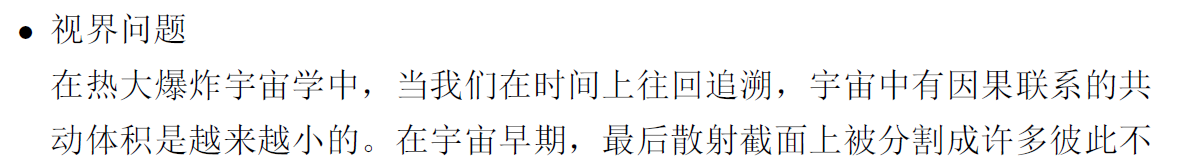 • 视界问题
在热大爆炸宇宙学中，当我们在时间上往回追溯，宇宙中有因果联系的共
动体积是越来越小的。在宇宙早期，最后散射截面上被分割成许多彼此不